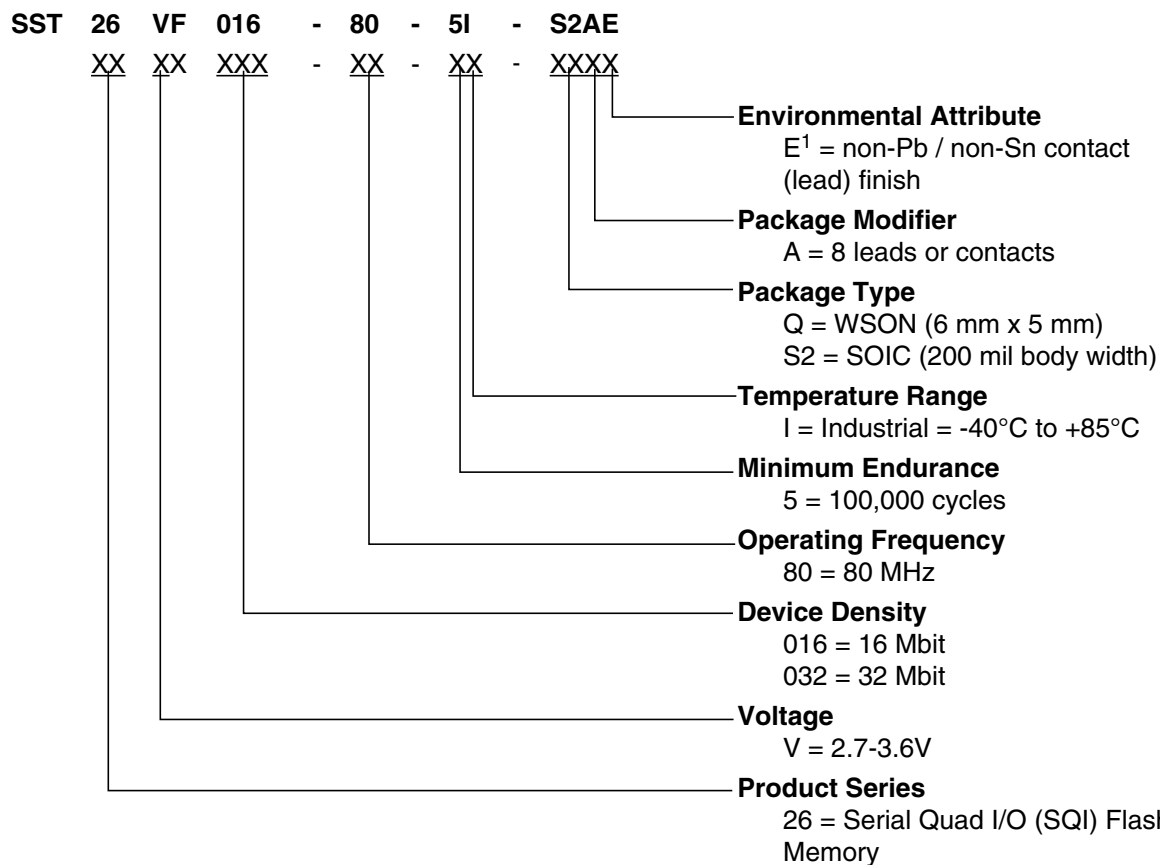 SST 26 VF 016 - 80 - 5I - S2AE
XX XX XXX - XX - XX - XXXX
Environmental Attribute
E1 = non-Pb / non-Sn contact
(lead) finish
Package Modifier
A = 8 leads or contacts
Package Type
Q = WSON (6 mm x 5 mm)
S2 = SOIC (200 mil body width)
Temperature Range
I = Industrial = -40°C to +85°C
Minimum Endurance
5 = 100,000 cycles
Operating Frequency
80 = 80 MHz
Device Density
016 = 16 Mbit
032 = 32 Mbit
Voltage
V = 2.7-3.6V
Product Series
26 = Serial Quad I/O (SQI) Flash
Memory